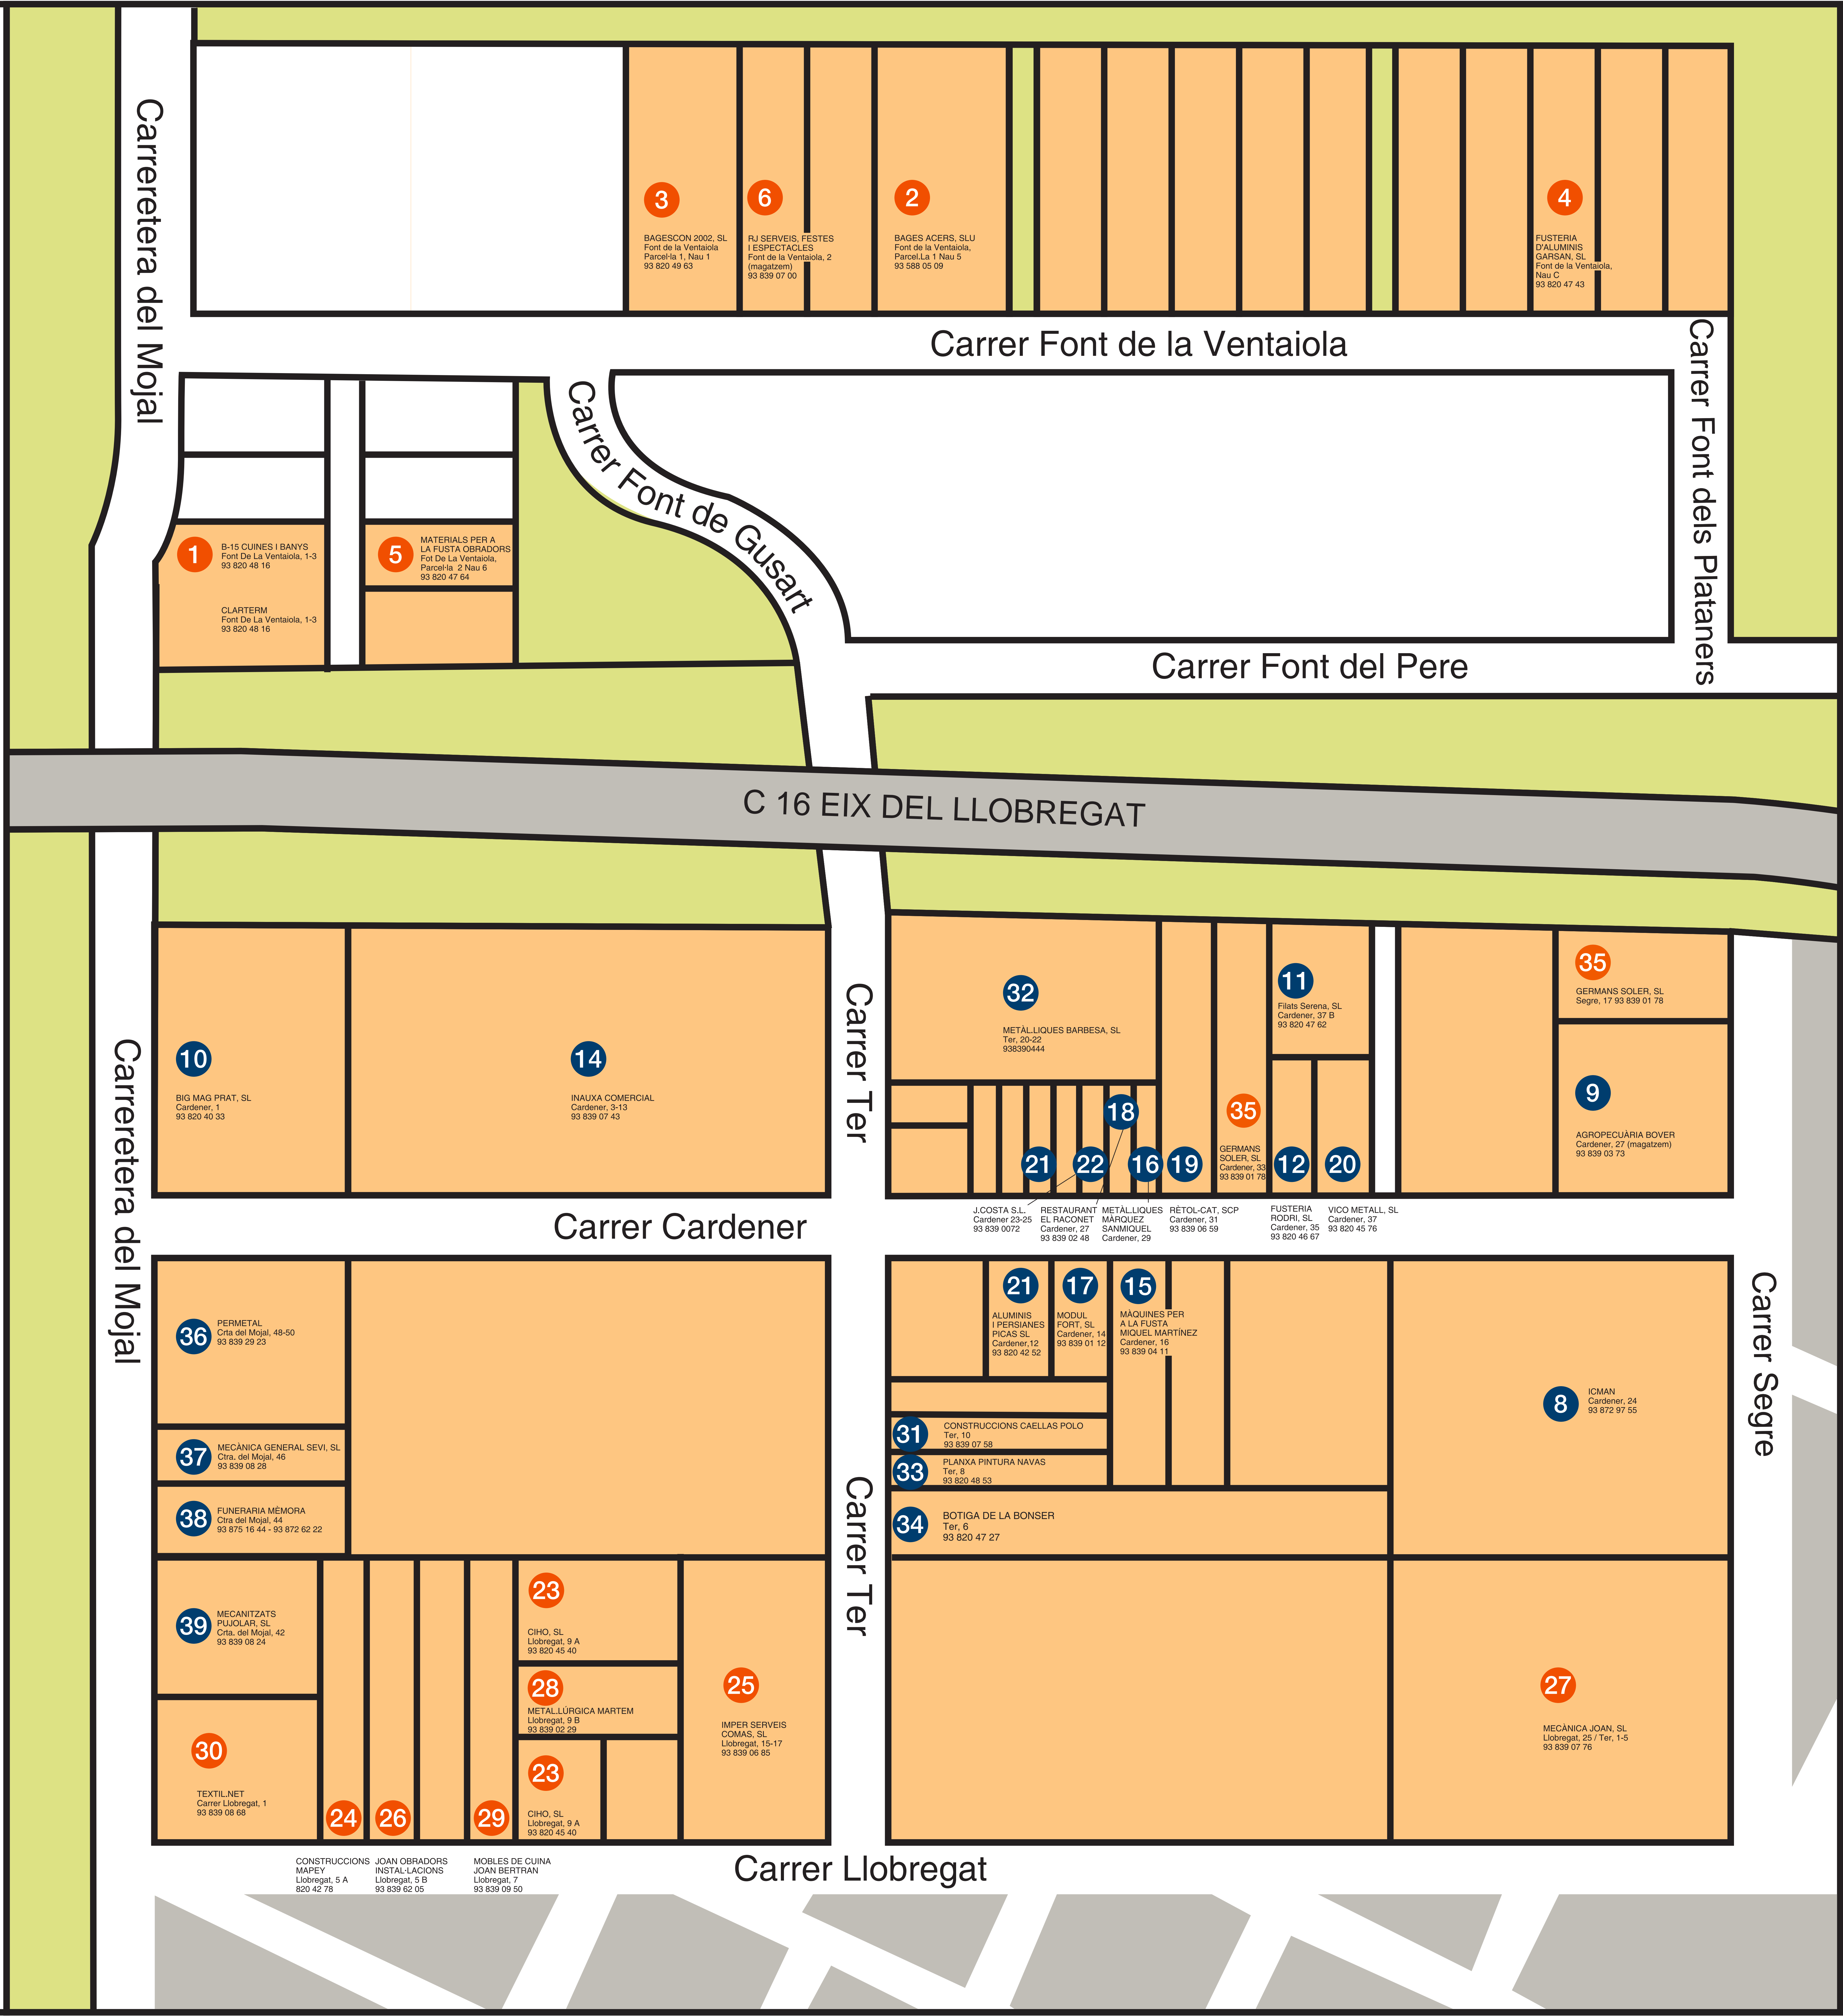 Carreretera del Mojal
3
BAGESCON 2002, SL
Font de la Ventaiola
Parcel·la 1, Nau 1
93 820 49 63
6
RJ SERVEIS, FESTES
I ESPECTACLES
Font de la Ventaiola, 2
(magatzem)
93 839 07 00
2
BAGES ACERS, SLU
Font de la Ventaiola,
Parcel.La 1 Nau 5
93 588 05 09
4
FUSTERIA
D'ALUMINIS
GARSAN, SL
Font de la Ventaiola,
Nau C
93 820 47 43
Carrer Font de la Ventaiola
Carrer Font dels Plataners
Carrer Font de Gusart
1
B-15 CUINES I BANYS
Font De La Ventaiola, 1-3
93 820 48 16
CLARTERM
Font De La Ventaiola, 1-3
93 820 48 16
5
MATERIALS PER A
LA FUSTA OBRADORS
Fot De La Ventaiola,
Parcel·la 2 Nau 6
93 820 47 64
Carrer Font del Pere
C 16 EIX DEL LLOBREGAT
Carreretera del Mojal
10
BIG MAG PRAT, SL
Cardener, 1
93 820 40 33
14
INAUXA COMERCIAL
Cardener, 3-13
93 839 07 43
Carrer Ter
32
METÀL.LIQUES BARBESA, SL
Ter, 20-22
938390444
11
Filats Serena, SL
Cardener, 37 B
93 820 47 62
35
GERMANS SOLER, SL
Segre, 17 93 839 01 78
9
AGROPECUÀRIA BOVER
Cardener, 27 (magatzem)
93 839 03 73
18
35
GERMANS
SOLER, SL
Cardener, 33
93 839 01 78
21
22
16
19
12
20
J.COSTA S.L.
Cardener 23-25
93 839 0072
RESTAURANT
EL RACONET
Cardener, 27
93 839 02 48
METÀL.LIQUES
MÀRQUEZ
SANMIQUEL
Cardener, 29
RÈTOL-CAT, SCP
Cardener, 31
93 839 06 59
FUSTERIA
RODRI, SL
Cardener, 35
93 820 46 67
VICO METALL, SL
Cardener, 37
93 820 45 76
Carrer Cardener
36
PERMETAL
Crta del Mojal, 48-50
93 839 29 23
37
MECÀNICA GENERAL SEVI, SL
Ctra. del Mojal, 46
93 839 08 28
38
FUNERARIA MÈMORA
Ctra del Mojal, 44
93 875 16 44 - 93 872 62 22
39
MECANITZATS
PUJOLAR, SL
Crta. del Mojal, 42
93 839 08 24
30
TEXTIL.NET
Carrer Llobregat, 1
93 839 08 68
24
26
29
23
CIHO, SL
Llobregat, 9 A
93 820 45 40
28
METAL.LÚRGICA MARTEM
Llobregat, 9 B
93 839 02 29
23
CIHO, SL
Llobregat, 9 A
93 820 45 40
25
IMPER SERVEIS
COMAS, SL
Llobregat, 15-17
93 839 06 85
Carrer Ter
21
ALUMINIS
I PERSIANES
PICAS SL
Cardener,12
93 820 42 52
17
MODUL
FORT, SL
Cardener, 14
93 839 01 12
15
MÀQUINES PER
A LA FUSTA
MIQUEL MARTÍNEZ
Cardener, 16
93 839 04 11
31
CONSTRUCCIONS CAELLAS POLO
Ter, 10
93 839 07 58
33
PLANXA PINTURA NAVAS
Ter, 8
93 820 48 53
34
BOTIGA DE LA BONSER
Ter, 6
93 820 47 27
8
ICMAN
Cardener, 24
93 872 97 55
Carrer Segre
27
MECÀNICA JOAN, SL
Llobregat, 25 / Ter, 1-5
93 839 07 76
CONSTRUCCIONS
MAPEY
Llobregat, 5 A
820 42 78
JOAN OBRADORS
INSTAL·LACIONS
Llobregat, 5 B
93 839 62 05
MOBLES DE CUINA
JOAN BERTRAN
Llobregat, 7
93 839 09 50
Carrer Llobregat